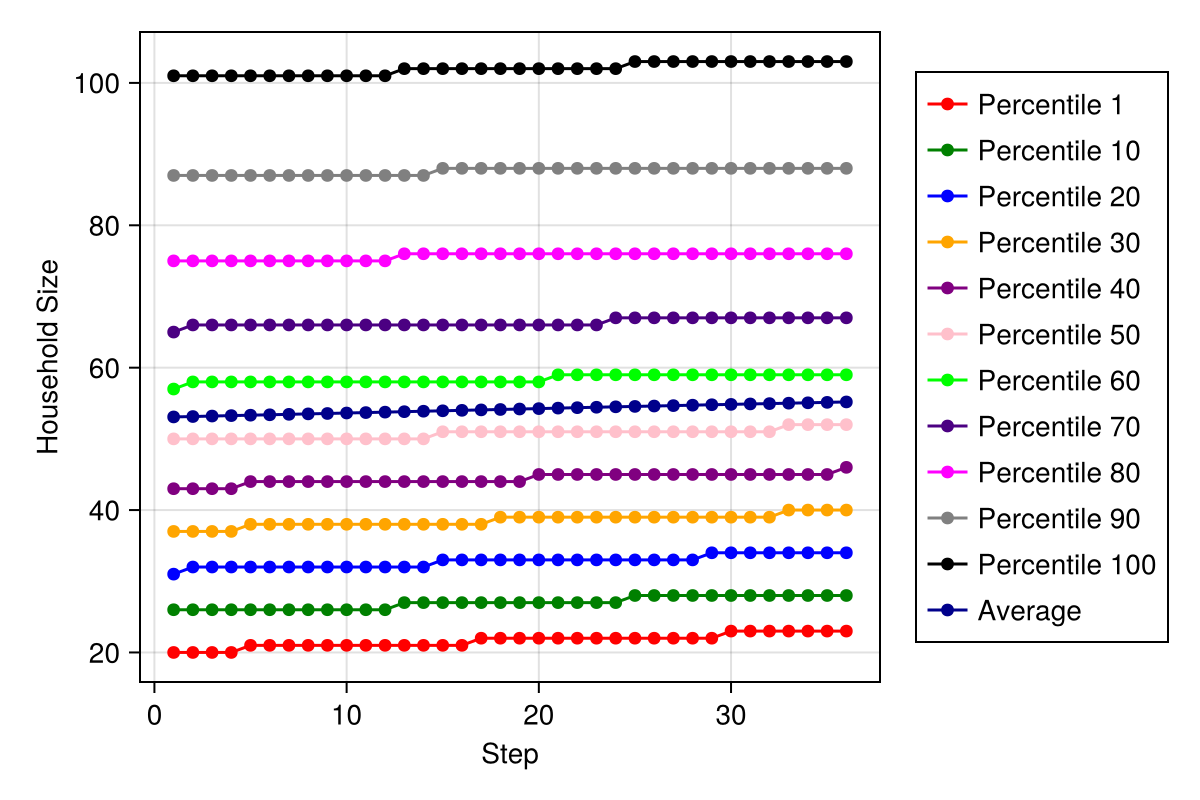 100
80
60
40
20
Household Size
0 10 20 30
Step
Percentile 1
Percentile 10
Percentile 20
Percentile 30
Percentile 40
Percentile 50
Percentile 60
Percentile 70
Percentile 80
Percentile 90
Percentile 100
Average